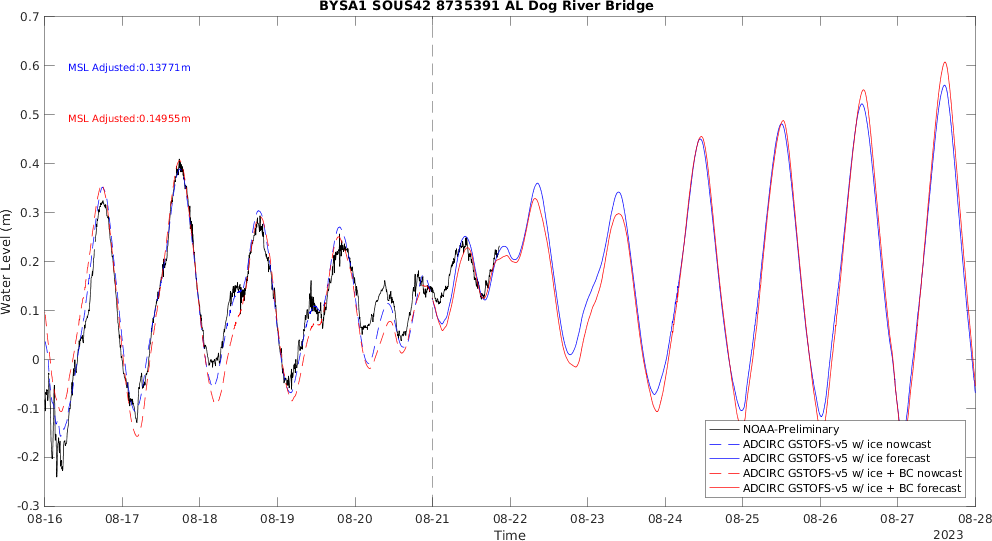 BYSA1 SOUS42 8735391 AL Dog River Bridge
0.7
0.6
0.5
0.4
0.3
0.2
0.1
0
-0.1
-0.2
-0.3
Water Level (m)
MSL Adjusted:0.13771m
MSL Adjusted:0.14955m
NOAA-Preliminary
ADCIRC GSTOFS-v5 w/ ice nowcast
ADCIRC GSTOFS-v5 w/ ice forecast
ADCIRC GSTOFS-v5 w/ ice + BC nowcast
ADCIRC GSTOFS-v5 w/ ice + BC forecast
08-16 08-17 08-18 08-19 08-20 08-21 08-22 08-23 08-24 08-25 08-26 08-27 08-28
Time
2023